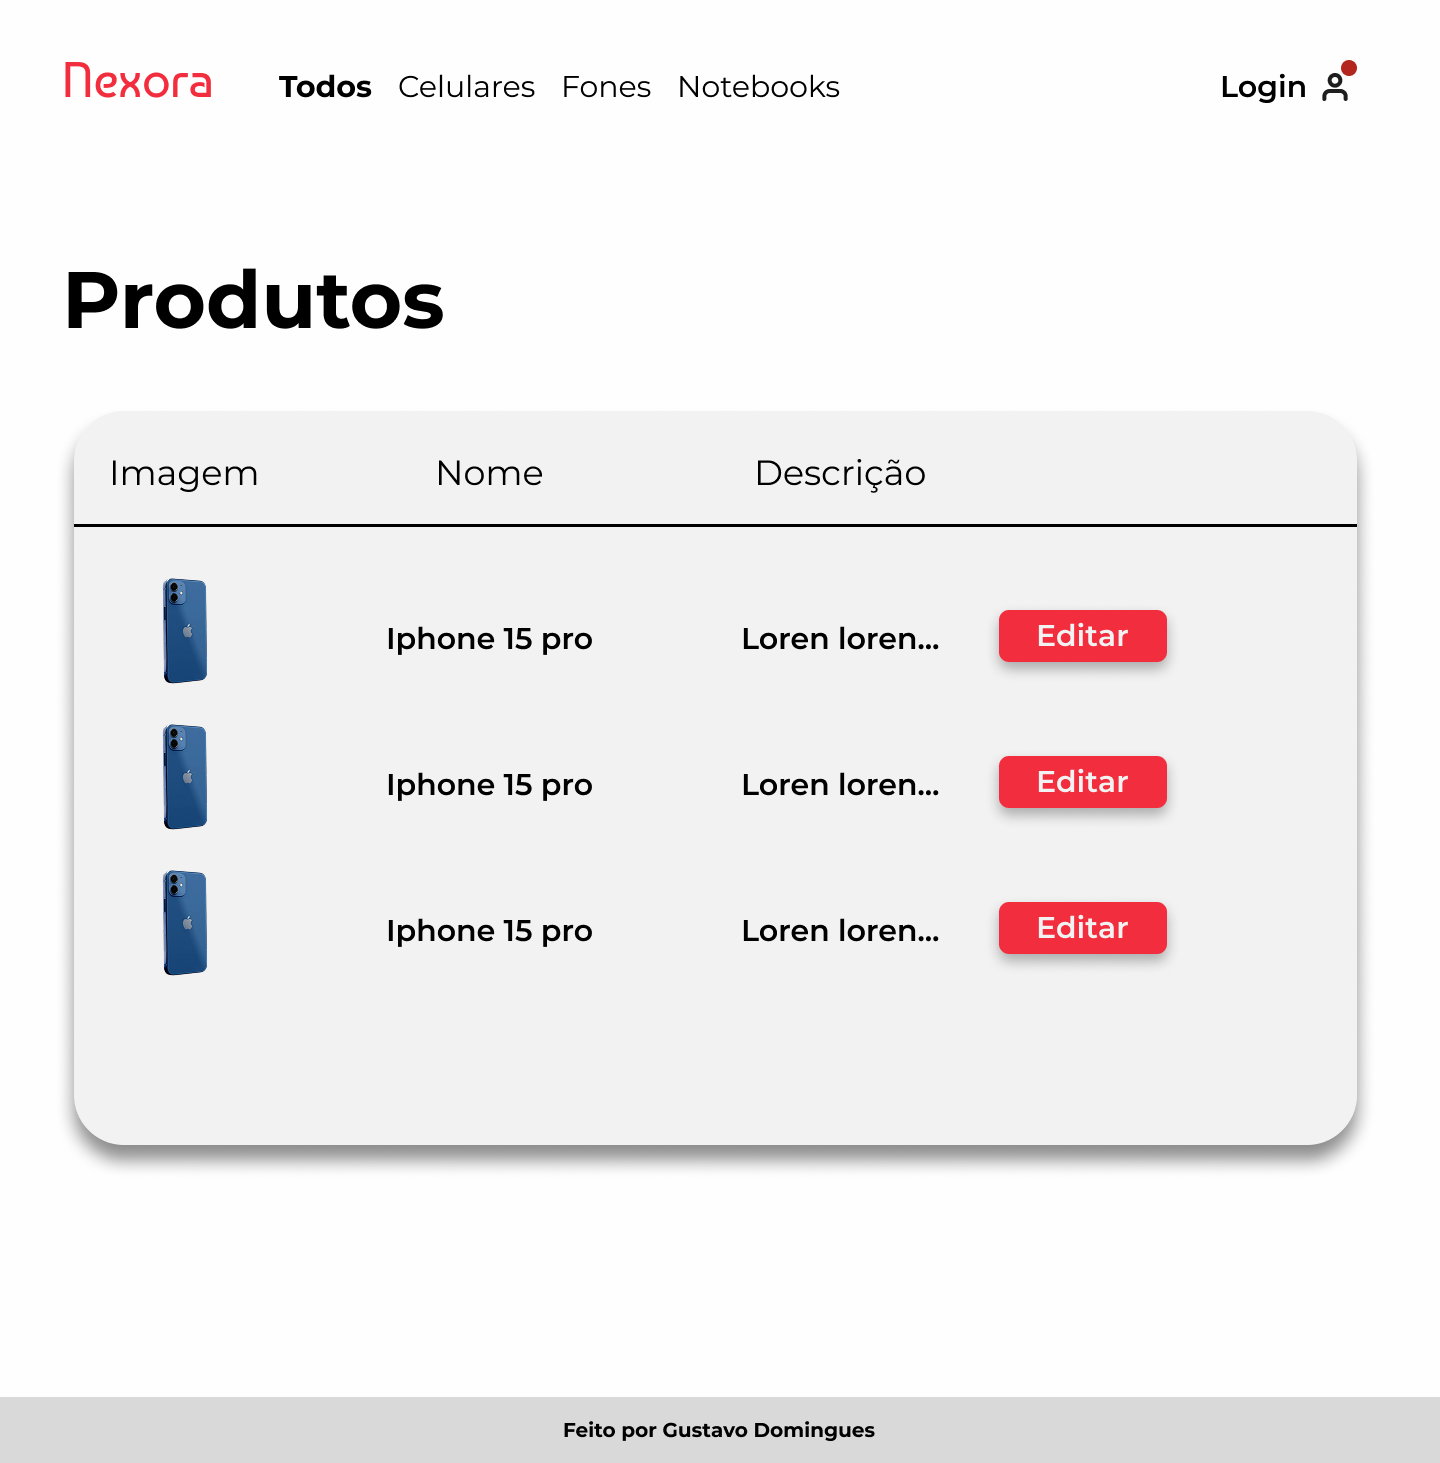 Nexora Todos Celulares Fones Notebooks Login
Produtos
Imagem Nome Descrição
Iphone 15 pro Loren loren... Editar
Iphone 15 pro Loren loren... Editar
Iphone 15 pro Loren loren... Editar
Feito por Gustavo Domingues